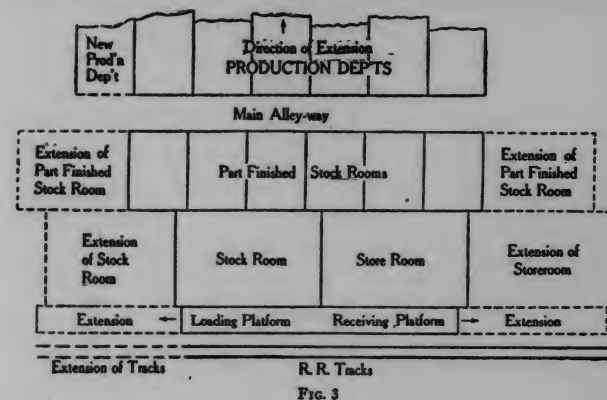 New
Prod'n
Dep't
Direction of Extension
PRODUCTION DEP'TS
Main Alley-way
Extension of
Part Finished
Stock Room
Part Finished Stock Rooms
Extension of
Part Finished
Stock Room
Extension
of Stock
Room
Stock Room
Store Room
Extension of
Storeroom
Extension
Loading Platform
Receiving Platform
Extension
Extension of Tracks
R. R. Tracks
FIG. 3